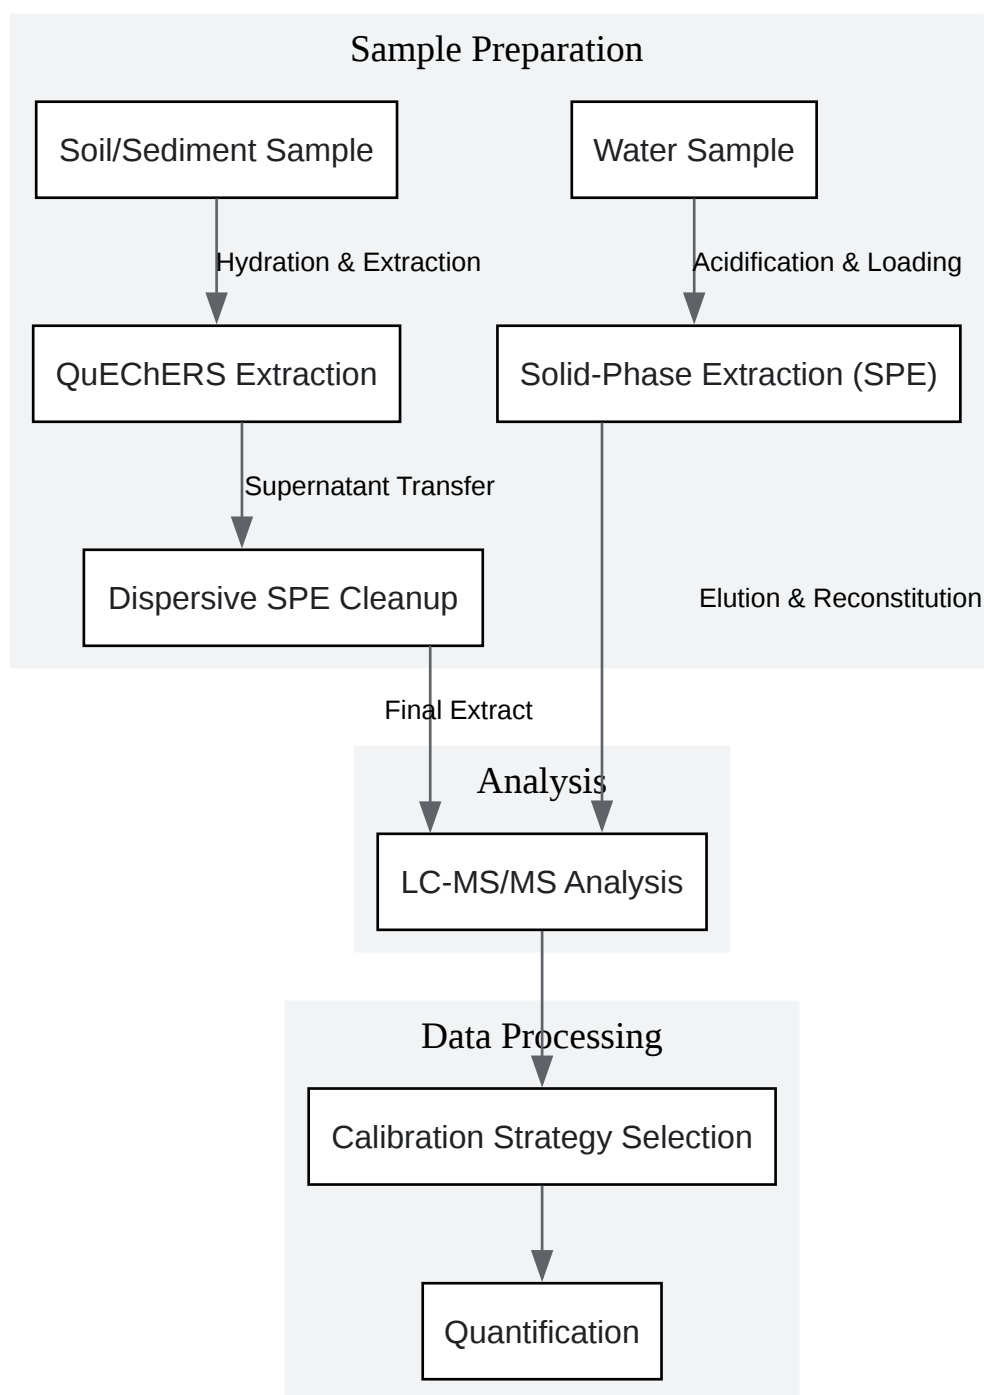 Sample Preparation
Soil/Sediment Sample
Water Sample
Hydration & Extraction
Acidification & Loading
QuEChERS Extraction
Solid-Phase Extraction (SPE)
Supernatant Transfer
Dispersive SPE Cleanup
Elution & Reconstitution
Final Extract
Analysis
LC-MS/MS Analysis
Data Processing
Calibration Strategy Selection
Quantification